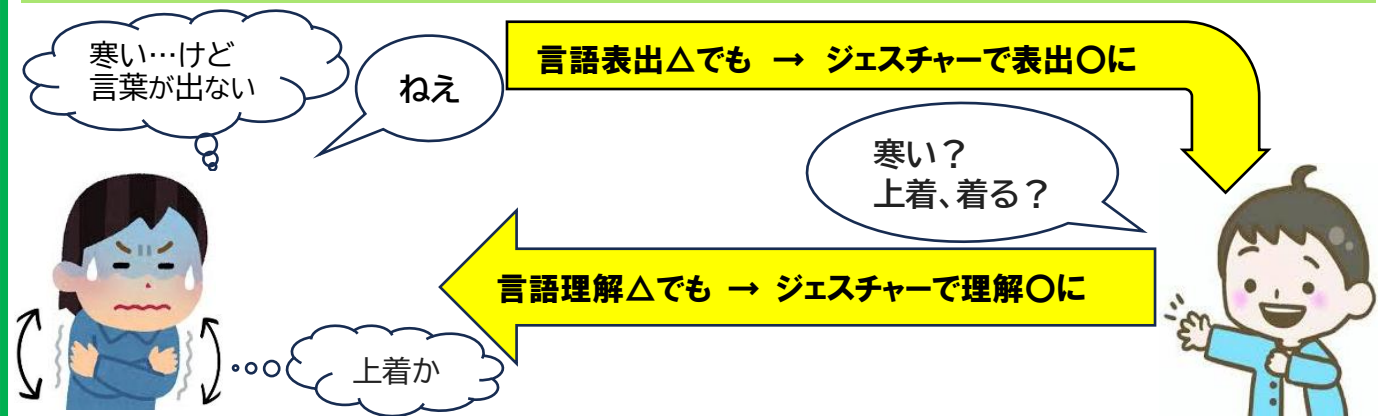 寒い…けど
言葉が出ない
ねえ
言語表出△でも → ジェスチャーで表出〇に
寒い?
上着、着る?
言語理解△でも → ジェスチャーで理解〇に
上着か